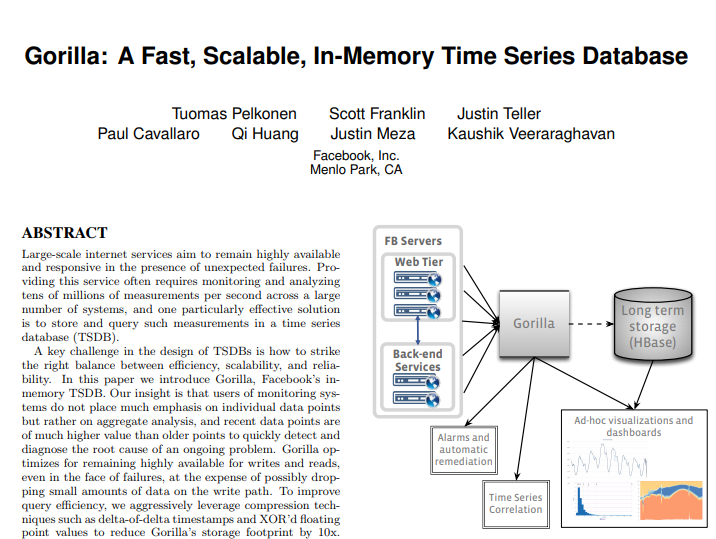 Gorilla: A Fast, Scalable, In-Memory Time Series Database
Tuomas Pelkonen Scott Franklin Justin Teller
Paul Cavallaro Qi Huang Justin Meza Kaushik Veeraraghavan
Facebook, Inc.
Menlo Park, CA
ABSTRACT
Large-scale internet services aim to remain highly available
and responsive in the presence of unexpected failures. Pro-
viding this service often requires monitoring and analyzing
tens of millions of measurements per second across a large
number of systems, and one particularly effective solution
is to store and query such measurements in a time series
database (TSDB).
A key challenge in the design of TSDBs is how to strike
the right balance between efficiency, scalability, and relia-
bility. In this paper we introduce Gorilla, Facebook's in-
memory TSDB. Our insight is that users of monitoring sys-
tems do not place much emphasis on individual data points
but rather on aggregate analysis, and recent data points are
of much higher value than older points to quickly detect and
diagnose the root cause of an ongoing problem. Gorilla op-
timizes for remaining highly available for writes and reads,
even in the face of failures, at the expense of possibly drop-
ping small amounts of data on the write path. To improve
query efficiency, we aggressively leverage compression tech-
niques such as delta-of-delta timestamps and XOR'd floating
point values to reduce Gorilla's storage footprint by 10x.
FB Servers
Web Tier
Back-end
Services
Gorilla
Long term
storage
(HBase)
Alarms and
automatic
remediation
Time Series
Correlation
Ad-hoc visualizations and
dashboards